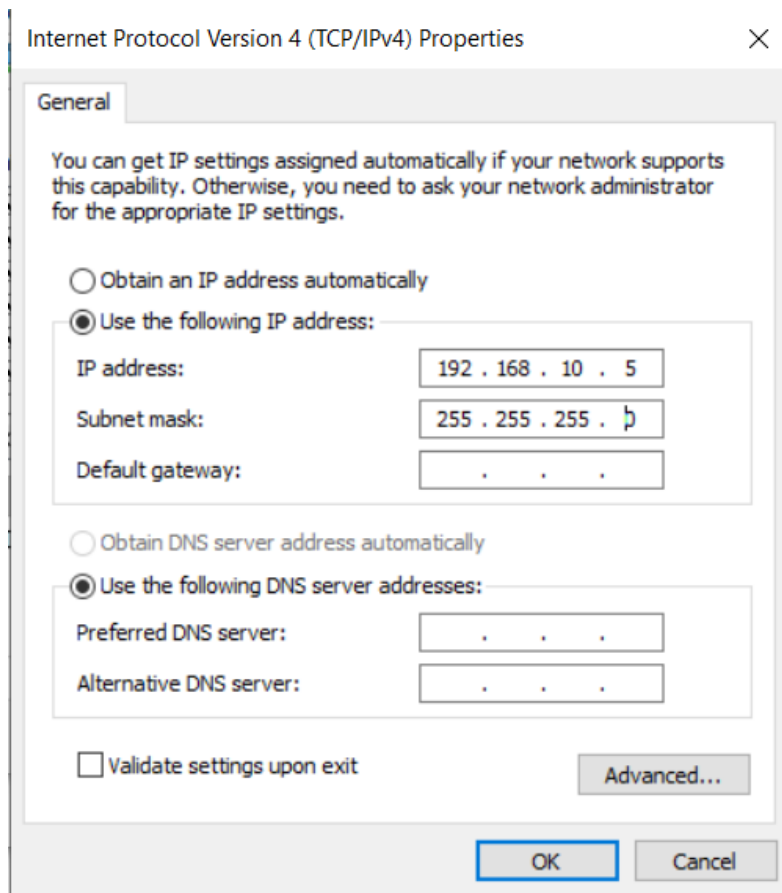 Internet Protocol Version 4 (TCP/IPv4) Properties
General
You can get IP settings assigned automatically if your network supports
this capability. Otherwise, you need to ask your network administrator
for the appropriate IP settings.
Obtain an IP address automatically
Use the following IP address:
IP address: 192 . 168 . 10 . 5
Subnet mask: 255 . 255 . 255 . 0
Default gateway: . . .
Obtain DNS server address automatically
Use the following DNS server addresses:
Preferred DNS server: . . .
Alternative DNS server: . . .
Validate settings upon exit
Advanced...
OK Cancel